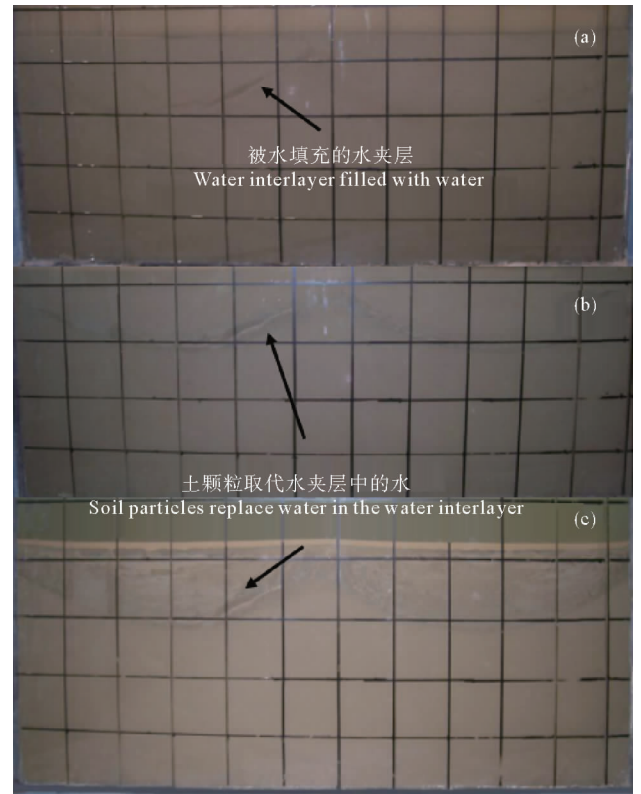 (a)
被水填充的水夹层
Water interlayer filled with water
(b)
土颗粒取代水夹层中的水
Soil particles replace water in the water interlayer
(c)